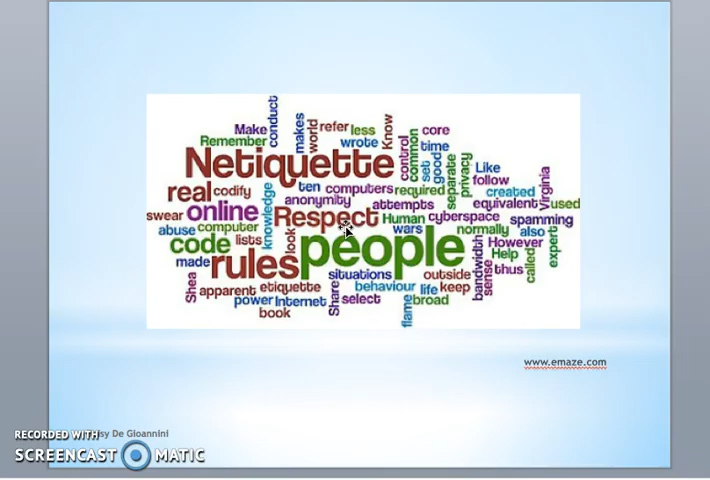 conduct
Make makes world refer less Know core
Remember wrote control common time
Netiquette set good separate privacy Like
real codify ten computers required follow Virginia
knowledge anonymity attempts created
swear online Respect Human cyberspace equivalent used
abuse computer look wars normally spamming
code lists people However also expert
made rules situations outside bandwidth sense Help called
Shea apparent etiquette Share behaviour life keep thus
power Internet select flame broad
book
www.emaze.com
De Gioannini
RECORDED WITH
SCREENCAST MATIC